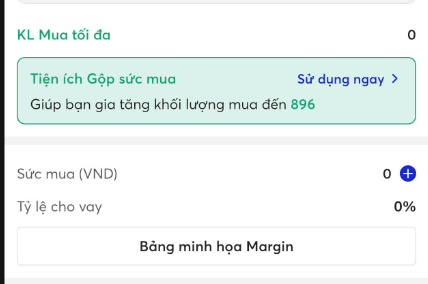 KL Mua tối đa 0
Tiện ích Gộp sức mua Sử dụng ngay >
Giúp bạn gia tăng khối lượng mua đến 896
Sức mua (VND) 0
Tỷ lệ cho vay 0%
Bảng minh họa Margin